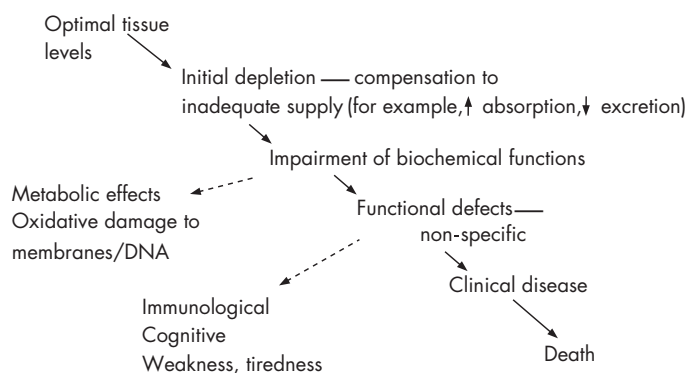 Optimal tissue
levels
Initial depletion — compensation to
inadequate supply (for example,↑ absorption,↓ excretion)
Impairment of biochemical functions
Metabolic effects
Oxidative damage to
membranes/DNA
Functional defects—
non-specific
Clinical disease
Immunological
Cognitive
Weakness, tiredness
Death